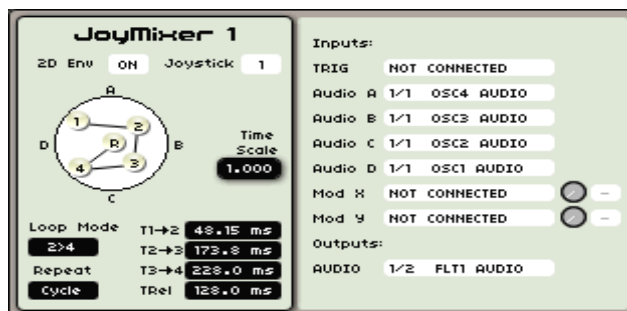 JoyMixer 1
2D Env ON Joystick 1
A
1
2
D
R
B
4
3
C
Time
Scale
1.000
Loop Mode
2>4
Repeat
Cycle
T1→2 48.15 ms
T2→3 173.8 ms
T3→4 228.0 ms
TRel 128.0 ms
Inputs:
TRIG NOT CONNECTED
Audio A 1/1 OSC4 AUDIO
Audio B 1/1 OSC3 AUDIO
Audio C 1/1 OSC2 AUDIO
Audio D 1/1 OSC1 AUDIO
Mod X NOT CONNECTED –
Mod Y NOT CONNECTED –
Outputs:
AUDIO 1/2 FLT1 AUDIO